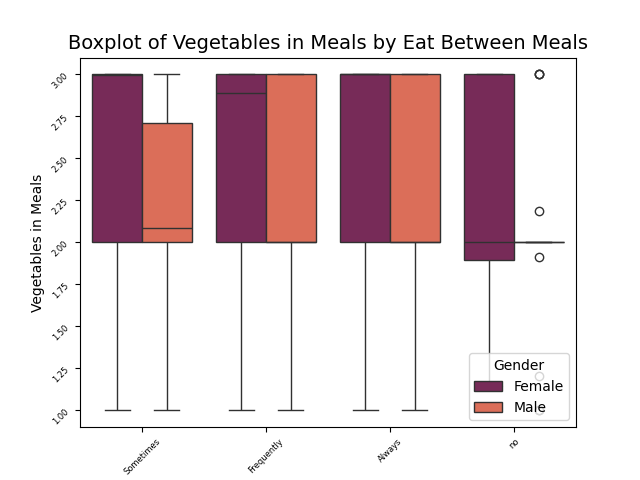 Boxplot of Vegetables in Meals by Eat Between Meals
Vegetables in Meals
3.00
2.75
2.50
2.25
2.00
1.75
1.50
1.25
1.00
Sometimes
Frequently
Always
no
Gender
Female
Male